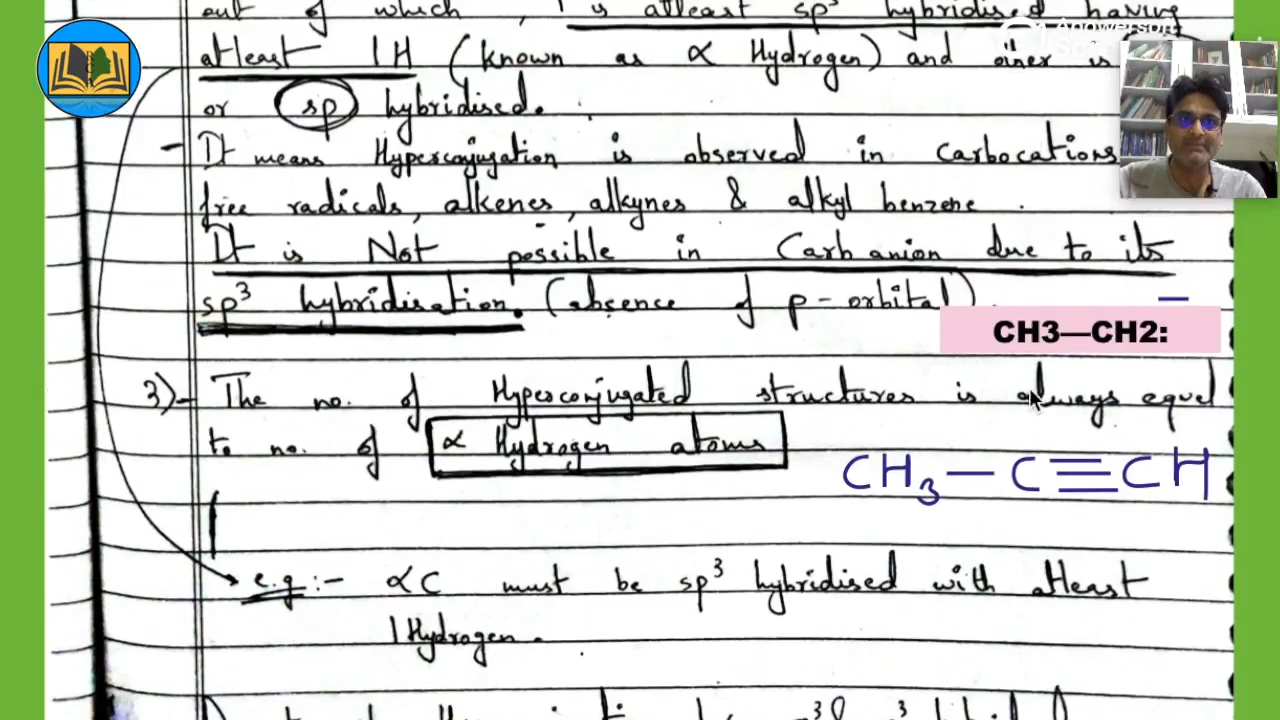 out of which, 1 is atleast sp³ hybridised having
atleast 1H (known as ∝ Hydrogen) and other is
or sp hybridised.
- It means Hyperconjugation is observed in Carbocations
free radicals, alkenes, alkynes & alkyl benzene.
It is Not possible in Carbanion due to its
sp³ hybridisation. (absence of p-orbital).
CH3—CH2:
3)- The no. of Hyperconjugated structures is always equal
to no. of ∝ Hydrogen atoms
CH₃—C≡CH
e.g :- ∝C must be sp³ hybridised with atleast
1Hydrogen.